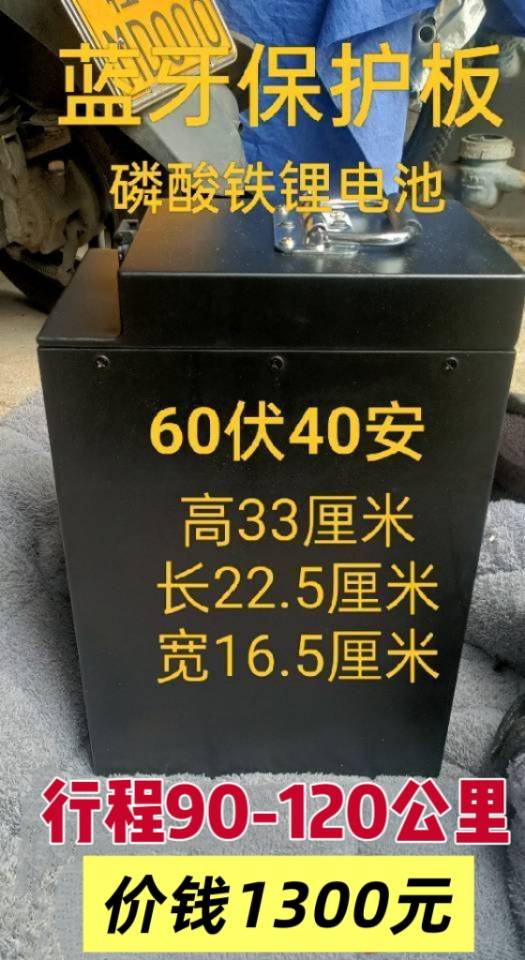 蓝牙保护板
磷酸铁锂电池
60伏40安
高33厘米
长22.5厘米
宽16.5厘米
行程90-120公里
价钱1300元